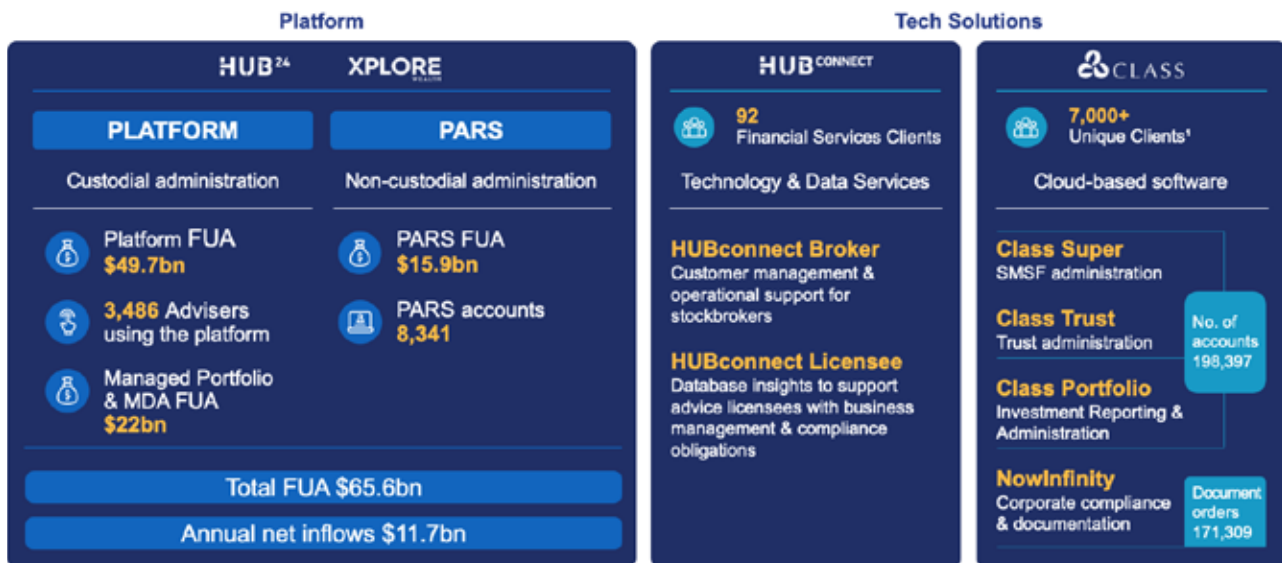 Platform
Tech Solutions
HUB24
XPLORE
WEALTH
PLATFORM
PARS
Custodial administration
Non-custodial administration
Platform FUA
$49.7bn
PARS FUA
$15.9bn
3,486 Advisers
using the platform
PARS accounts
8,341
Managed Portfolio
& MDA FUA
$22bn
Total FUA $65.6bn
Annual net inflows $11.7bn
HUBCONNECT
92
Financial Services Clients
Technology & Data Services
HUBconnect Broker
Customer management &
operational support for
stockbrokers
HUBconnect Licensee
Database insights to support
advice licensees with business
management & compliance
obligations
CLASS
7,000+
Unique Clients¹
Cloud-based software
Class Super
SMSF administration
Class Trust
Trust administration
Class Portfolio
Investment Reporting &
Administration
No. of
accounts
198,397
NowInfinity
Corporate compliance
& documentation
Document
orders
171,309